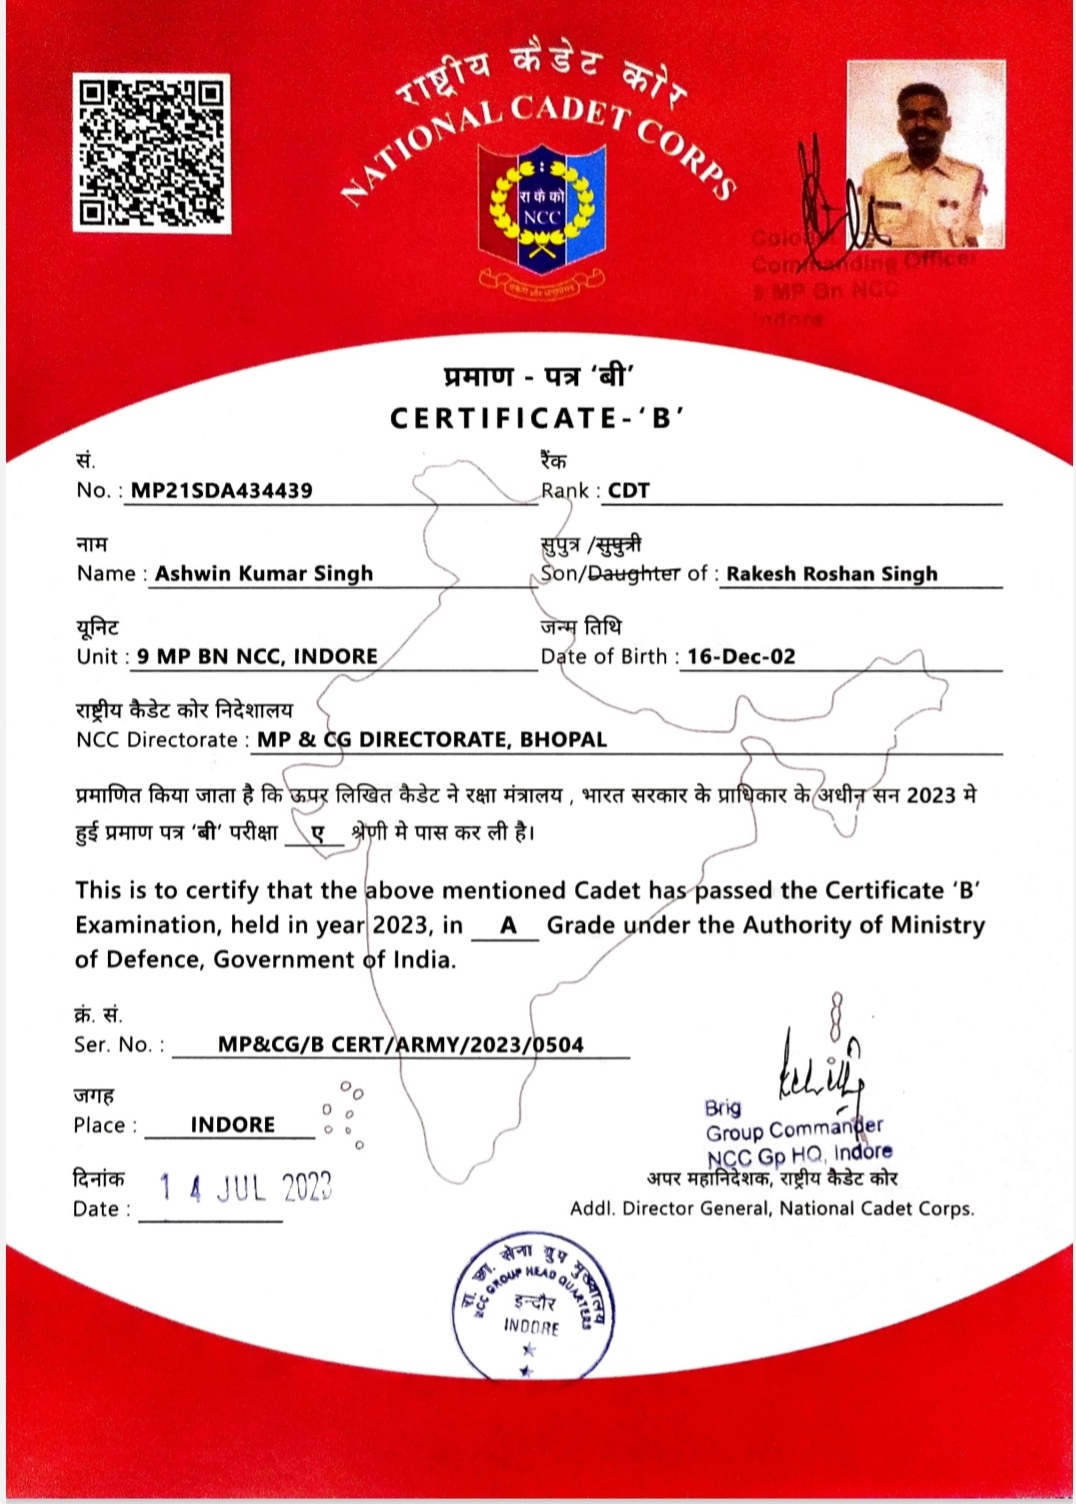 राष्ट्रीय कैडेट कोर
NATIONAL CADET CORPS
रा कै को
NCC
एकता और अनुशासन
Commanding Officer
9 MP Bn NCC
Indore
प्रमाण - पत्र ‘बी’
CERTIFICATE-‘B’
सं.
No. : MP21SDA434439
रैंक
Rank : CDT
नाम
Name : Ashwin Kumar Singh
सुपुत्र /सुपुत्री
Son/Daughter of : Rakesh Roshan Singh
यूनिट
Unit : 9 MP BN NCC, INDORE
जन्म तिथि
Date of Birth : 16-Dec-02
राष्ट्रीय कैडेट कोर निदेशालय
NCC Directorate : MP & CG DIRECTORATE, BHOPAL
प्रमाणित किया जाता है कि ऊपर लिखित कैडेट ने रक्षा मंत्रालय , भारत सरकार के प्राधिकार के अधीन सन 2023 मे
हुई प्रमाण पत्र ‘बी’ परीक्षा ए श्रेणी मे पास कर ली है।
This is to certify that the above mentioned Cadet has passed the Certificate ‘B’
Examination, held in year 2023, in A Grade under the Authority of Ministry
of Defence, Government of India.
क्रं. सं.
Ser. No. : MP&CG/B CERT/ARMY/2023/0504
जगह
Place : INDORE
दिनांक
Date : 14 JUL 2023
Brig
Group Commander
NCC Gp HQ, Indore
अपर महानिदेशक, राष्ट्रीय कैडेट कोर
Addl. Director General, National Cadet Corps.
रा. छा. सेना ग्रुप मुख्यालय
NCC GROUP HEAD QUARTERS
इन्दौर
INDORE